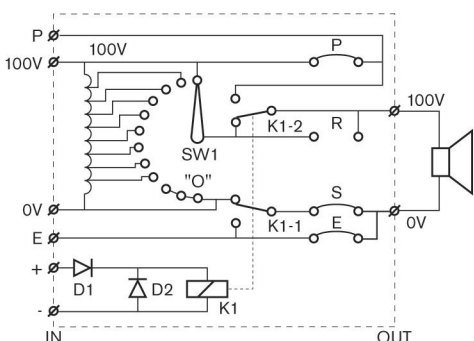 P
100V
100V
P
100V
K1-2
R
SW1
"O"
0V
S
E
K1-1
E
0V
+
D1
D2
K1
-
IN
OUT